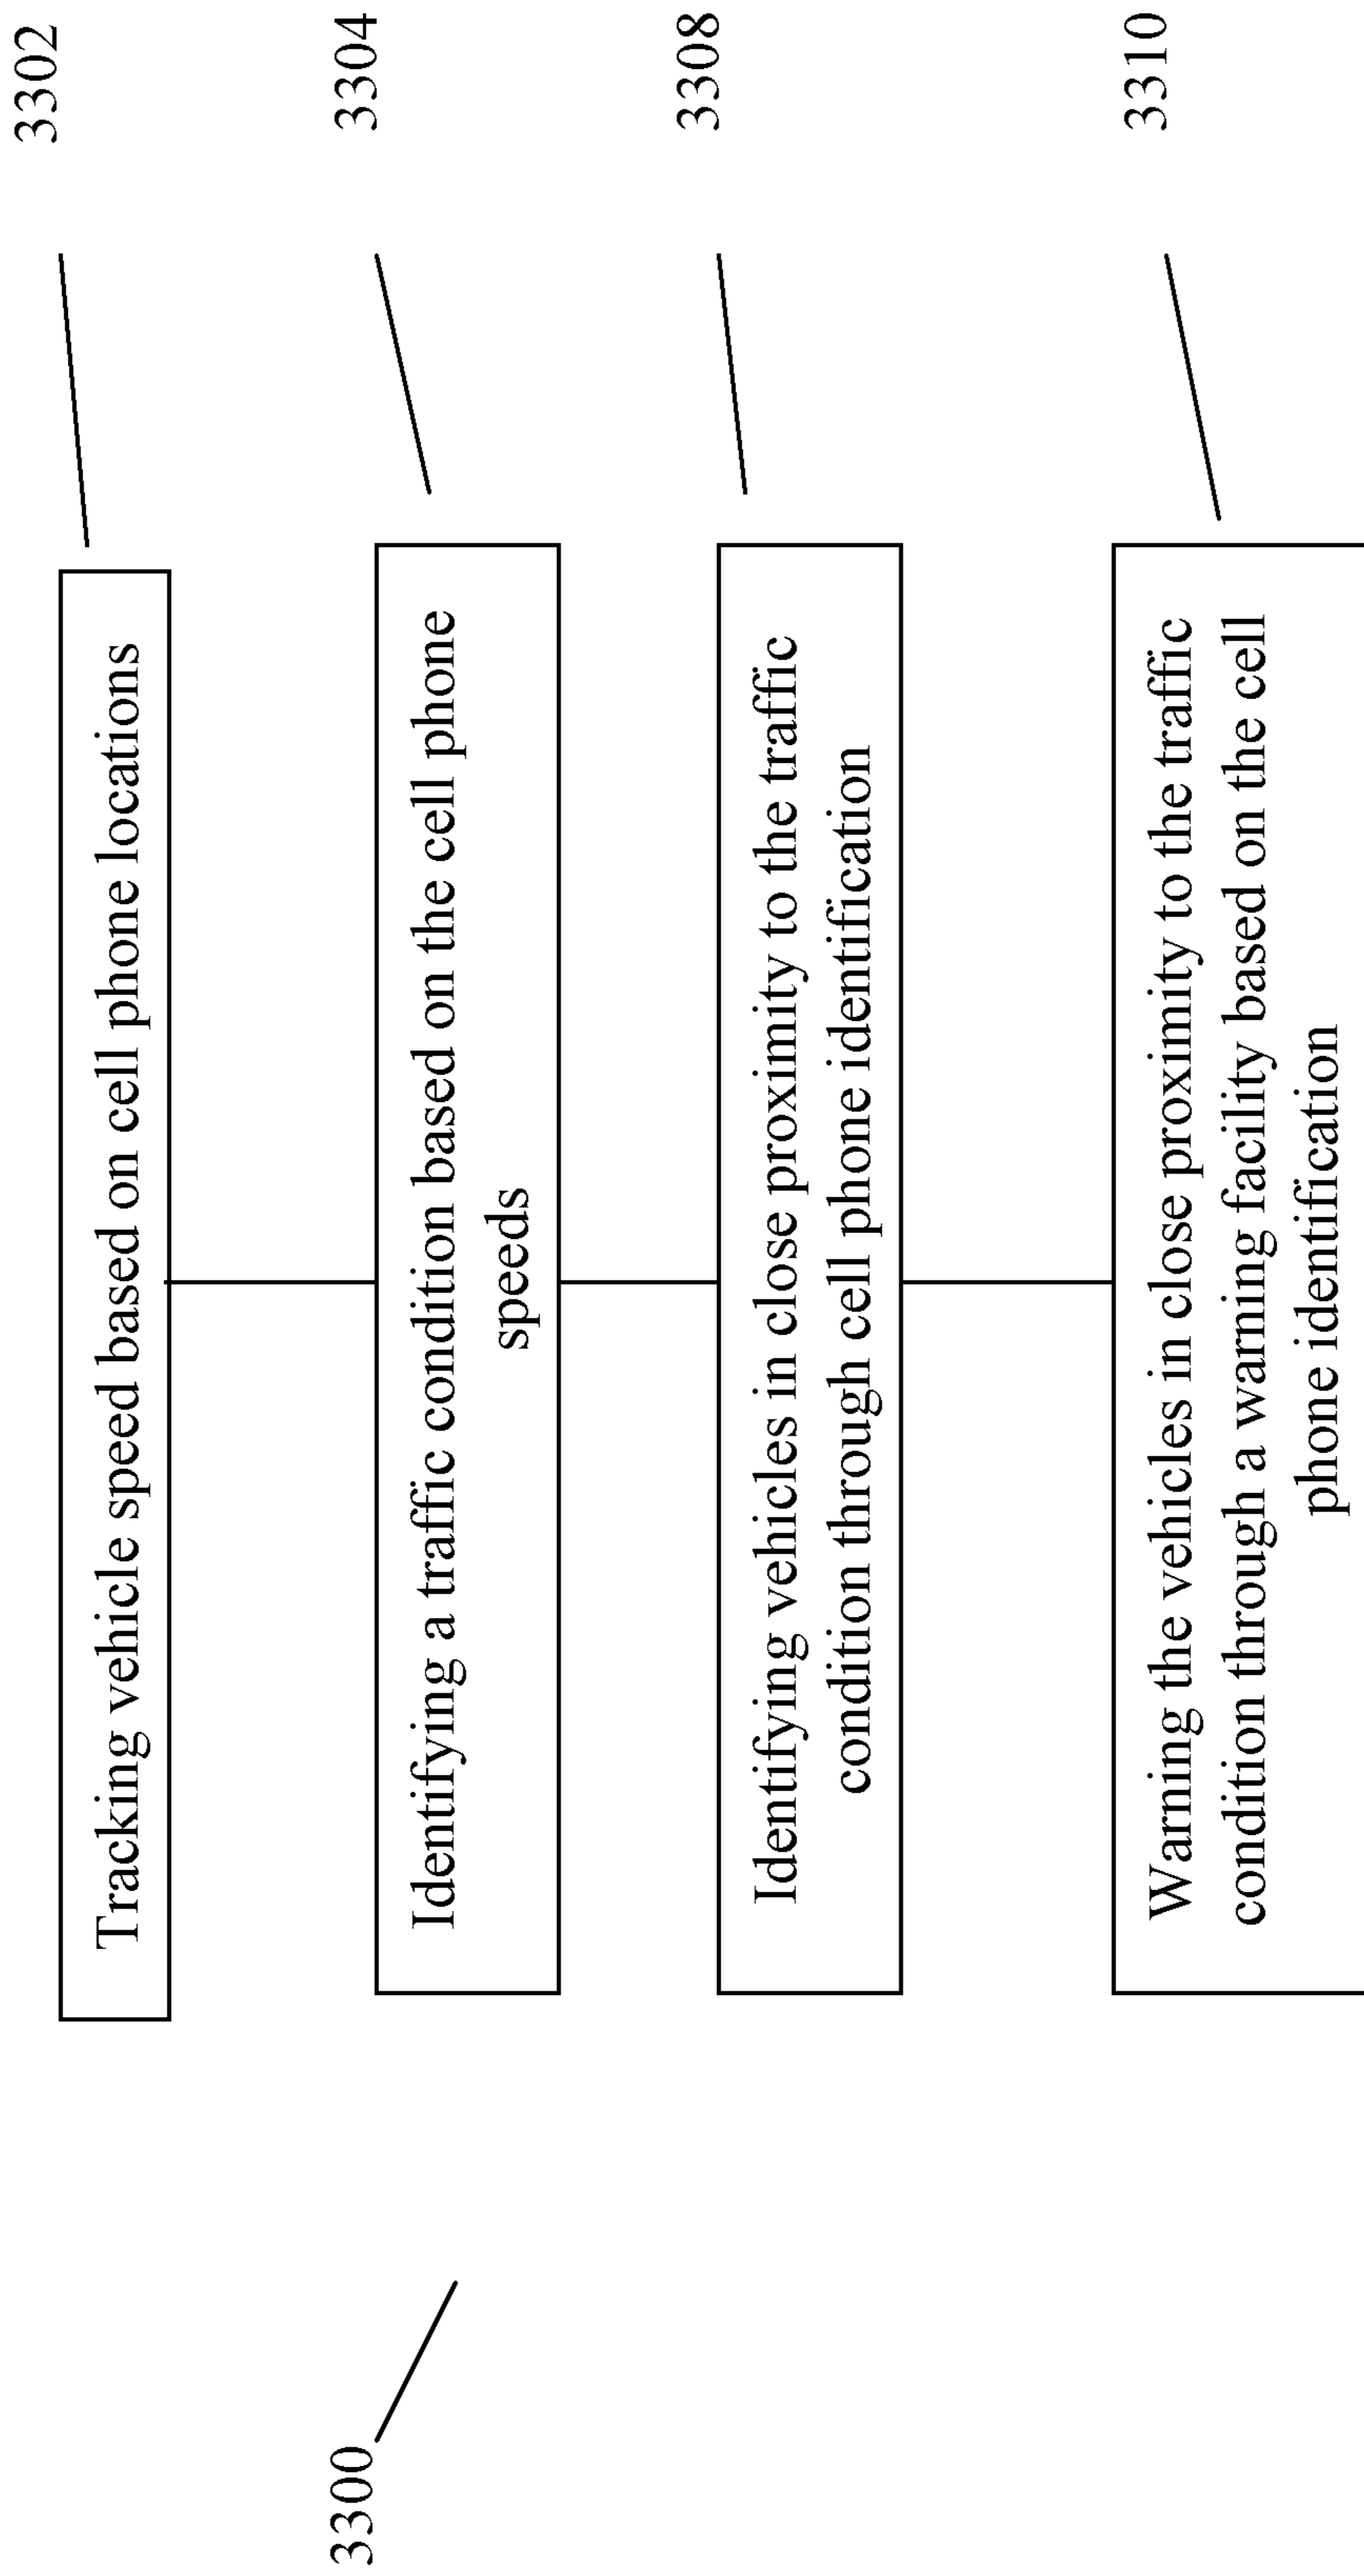 3302
Tracking vehicle speed based on cell phone locations
3304
Identifying a traffic condition based on the cell phone
speeds
3300
3308
Identifying vehicles in close proximity to the traffic
condition through cell phone identification
3310
Warning the vehicles in close proximity to the traffic
condition through a warning facility based on the cell
phone identification